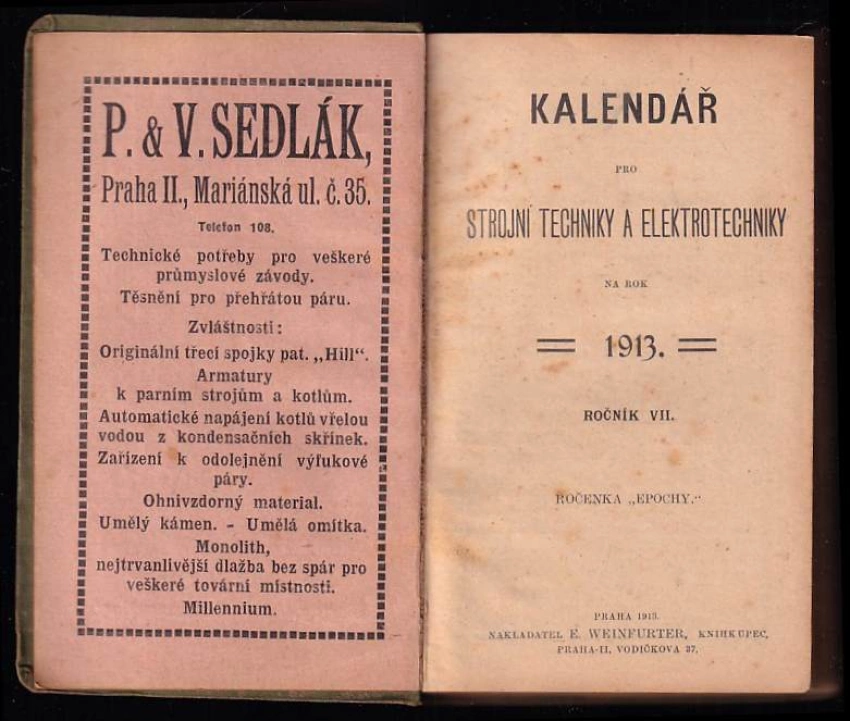 P. & V. SEDLÁK,
Praha II., Mariánská ul. č. 35.
Telefon 108.
Technické potřeby pro veškeré
průmyslové závody.
Těsnění pro přehřátou páru.
Zvláštnosti:
Originální třecí spojky pat. „Hill“.
Armatury
k parním strojům a kotlům.
Automatické napájení kotlů vřelou
vodou z kondensačních skřínek.
Zařízení k odolejnění výfukové
páry.
Ohnivzdorný material.
Umělý kámen. - Umělá omítka.
Monolith,
nejtrvanlivější dlažba bez spár pro
veškeré tovární místnosti.
Millennium.
KALENDÁŘ
PRO
STROJNÍ TECHNIKY A ELEKTROTECHNIKY
NA ROK
1913.
ROČNÍK VII.
ROČENKA „EPOCHY.“
PRAHA 1913.
NAKLADATEL E. WEINFURTER, KNIHKUPEC,
PRAHA-II, VODIČKOVA 37.